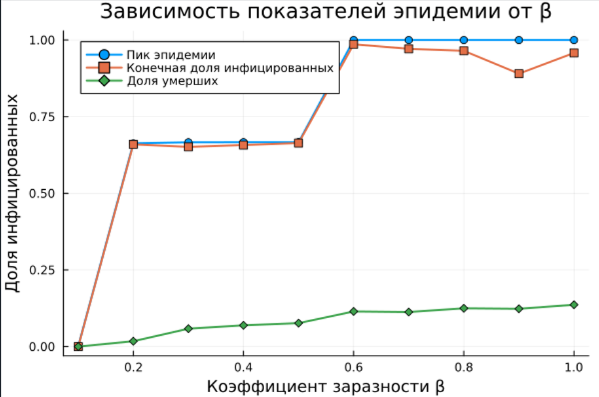 Зависимость показателей эпидемии от β
Доля инфицированных
1.00
0.75
0.50
0.25
0.00
Пик эпидемии
Конечная доля инфицированных
Доля умерших
0.2 0.4 0.6 0.8 1.0
Коэффициент заразности β